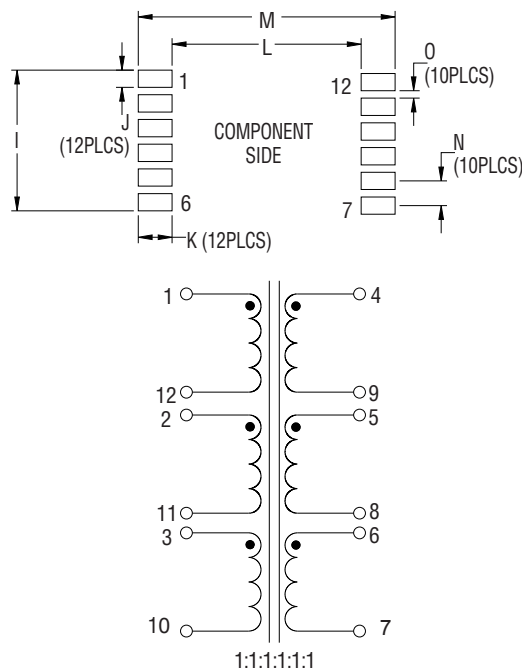 M
L
O
(10PLCS)
1
12
I
J
(12PLCS)
COMPONENT
SIDE
N
(10PLCS)
6
7
K (12PLCS)
1
4
12
9
2
5
11
8
3
6
10
7
1:1:1:1:1:1